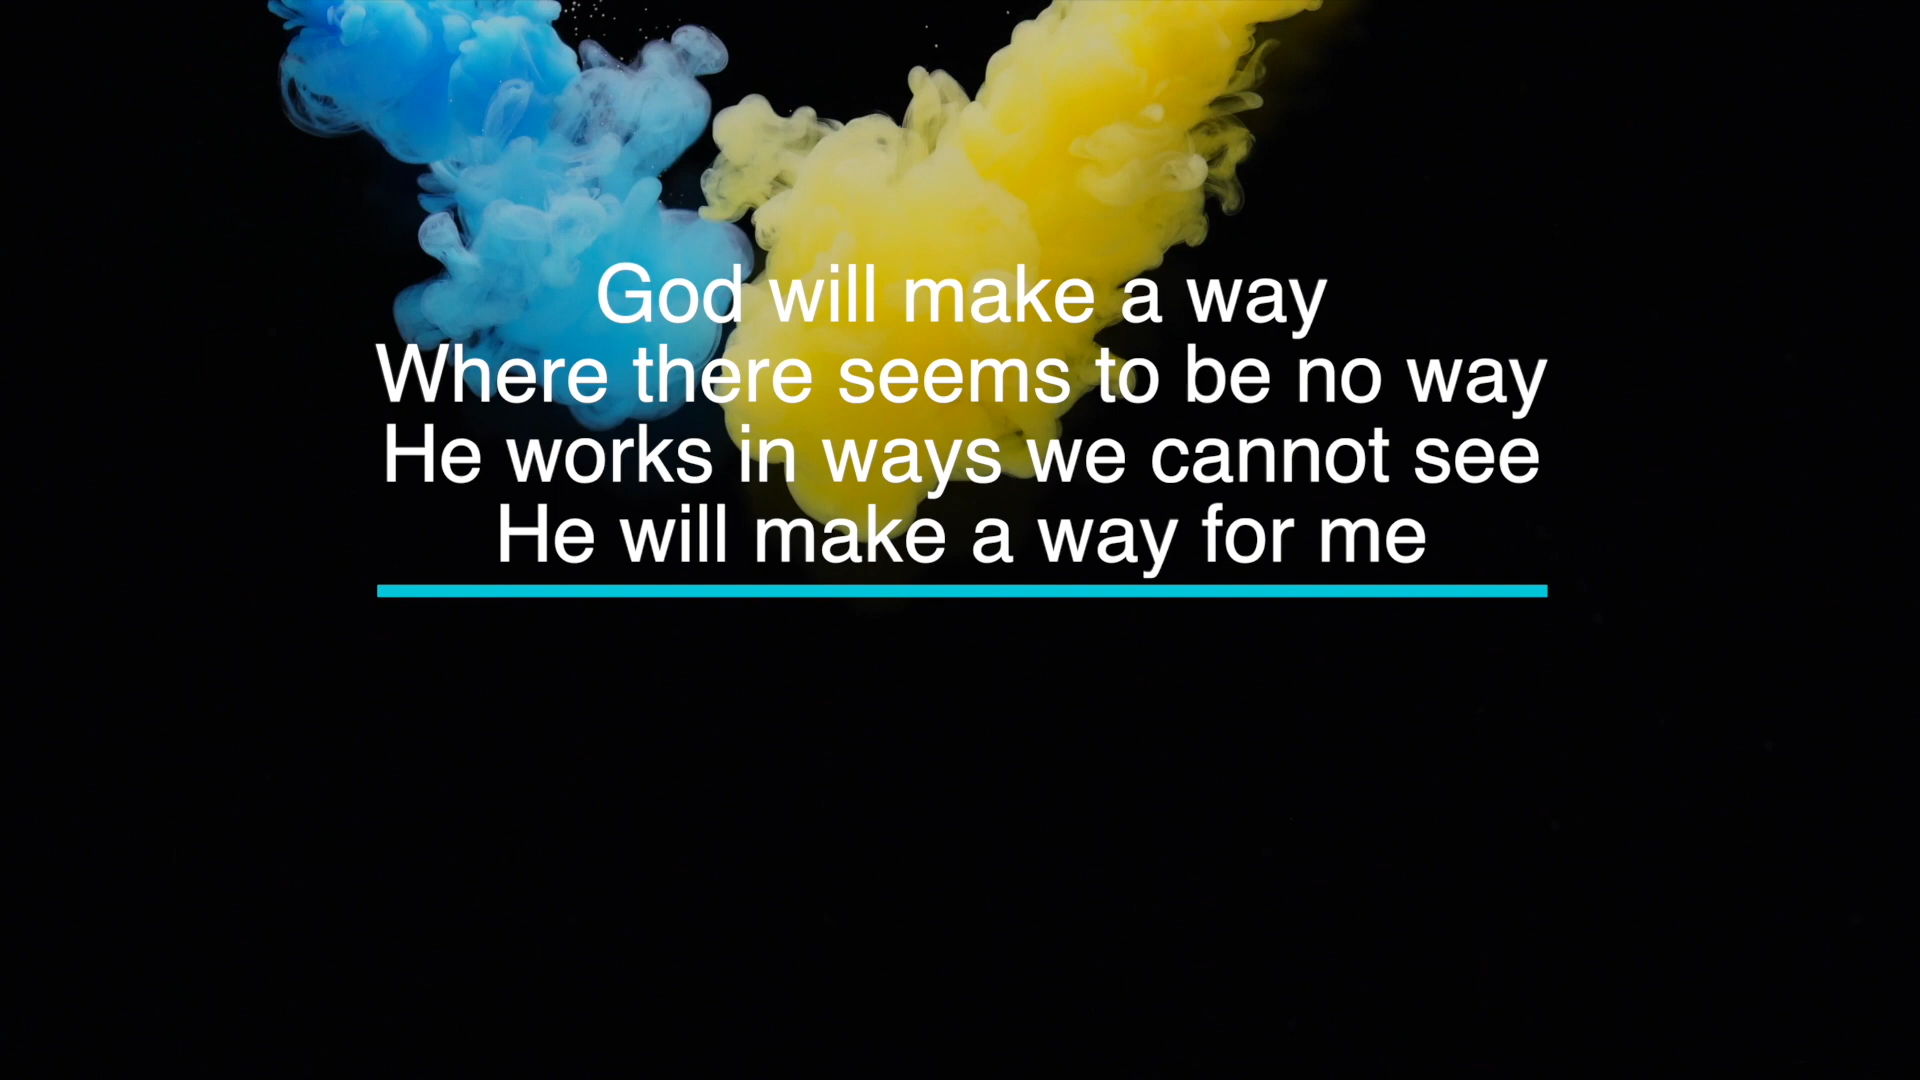 God will make a way
Where there seems to be no way
He works in ways we cannot see
He will make a way for me